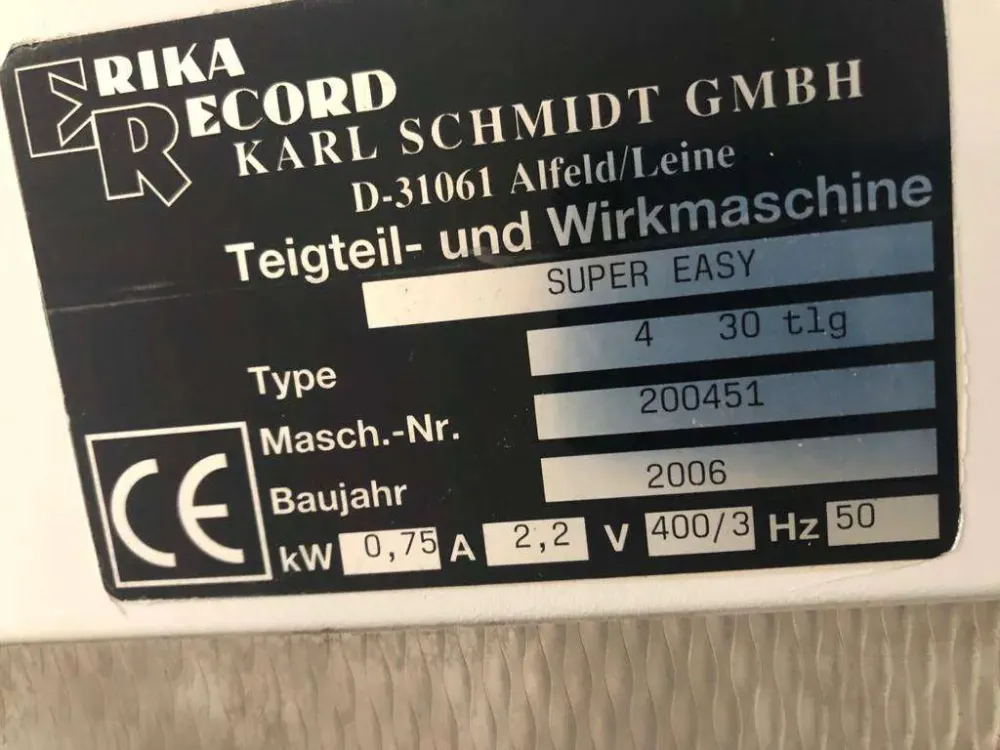 ERIKA
RECORD
KARL SCHMIDT GMBH
D-31061 Alfeld/Leine
Teigteil- und Wirkmaschine
SUPER EASY
Type 4 30 tlg
Masch.-Nr. 200451
Baujahr 2006
kW 0,75 A 2,2 V 400/3 Hz 50
CE